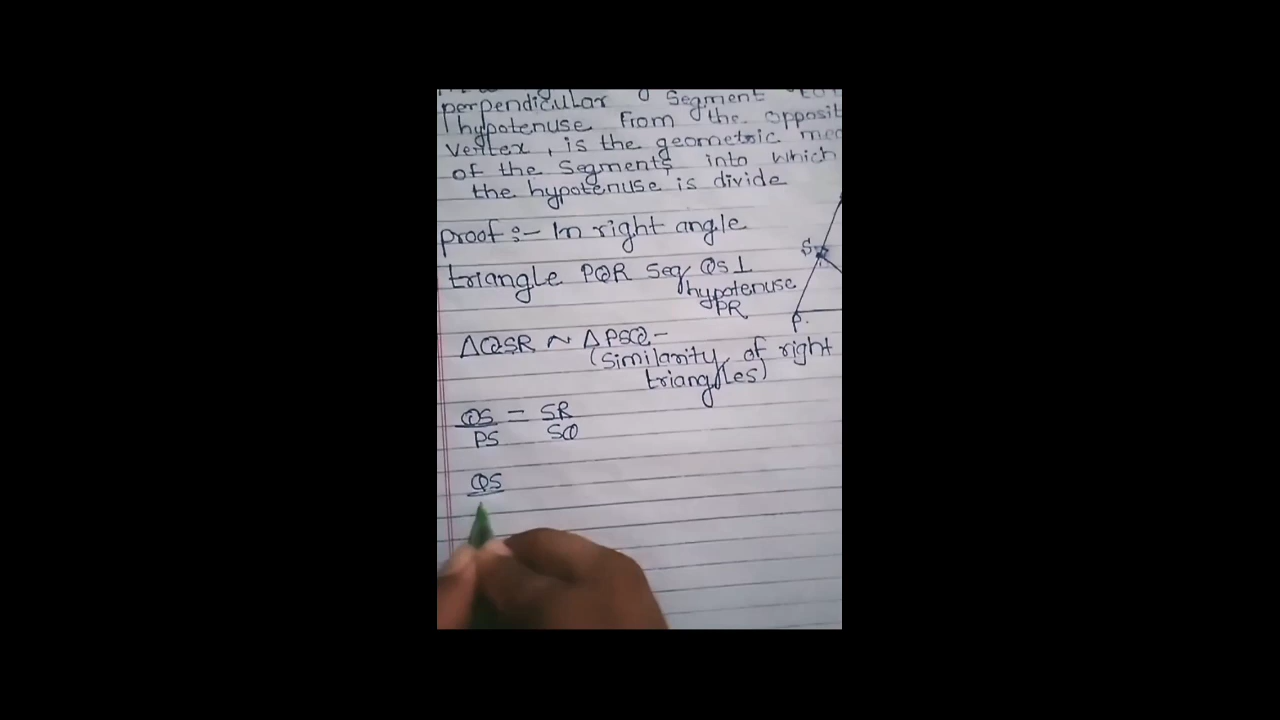 perpendicular segment
hypotenuse from the opposit
vertex, is the geometric
of the segments into which
the hypotenuse is divide
proof :- In right angle
triangle PQR seg QS ⊥
hypotenuse
PR
ΔQSR ~ ΔPSQ -
(similarity of right
triangles)
QS = SR
PS SQ
QS
S
P.